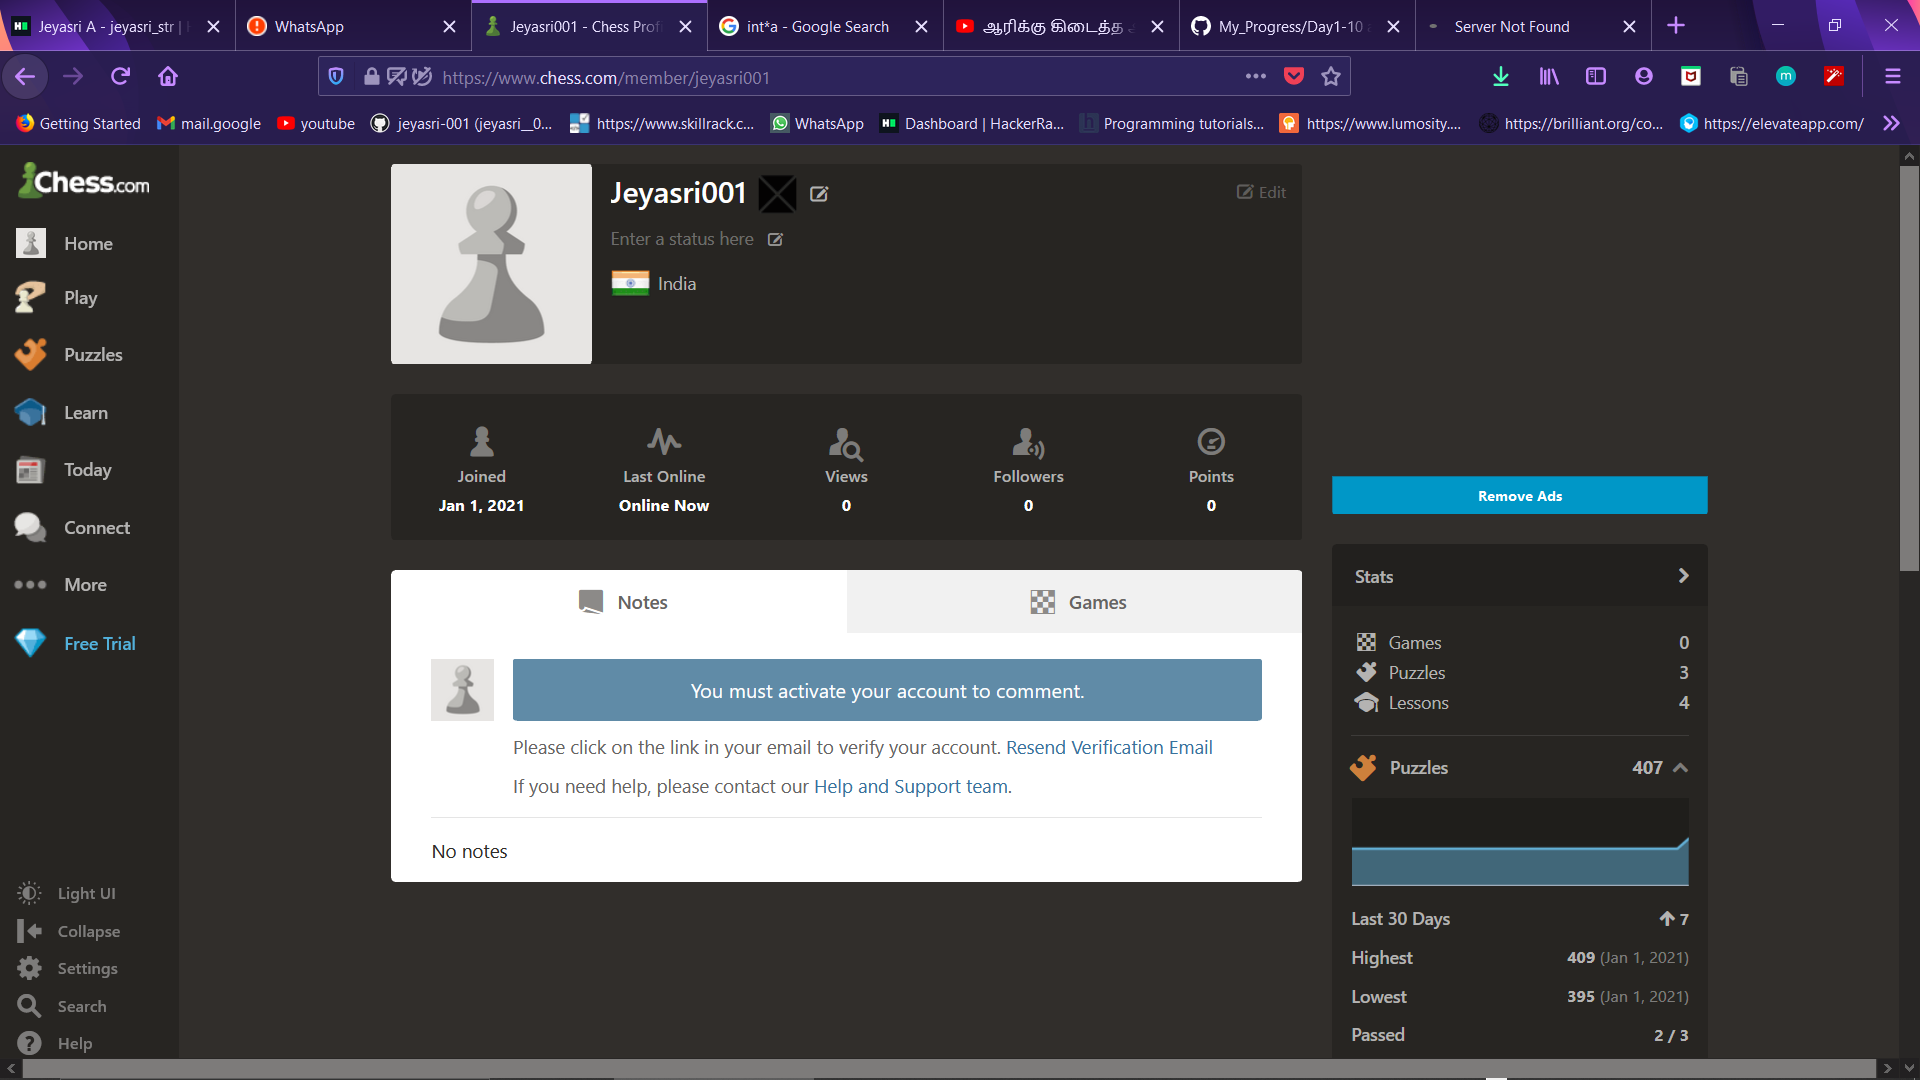 Jeyasri A - jeyasri_str |
WhatsApp
Jeyasri001 - Chess Prof
int*a - Google Search
ஆரிக்கு கிடைத்த
My_Progress/Day1-10
Server Not Found
https://www.chess.com/member/jeyasri001
Getting Started
mail.google
youtube
jeyasri-001 (jeyasri__0...
https://www.skillrack.c...
WhatsApp
Dashboard | HackerRa...
Programming tutorials...
https://www.lumosity....
https://brilliant.org/co...
https://elevateapp.com/
Chess.com
Home
Play
Puzzles
Learn
Today
Connect
More
Free Trial
Light UI
Collapse
Settings
Search
Help
Jeyasri001
Edit
Enter a status here
India
Joined
Jan 1, 2021
Last Online
Online Now
Views
0
Followers
0
Points
0
Notes
Games
You must activate your account to comment.
Please click on the link in your email to verify your account. Resend Verification Email
If you need help, please contact our Help and Support team.
No notes
Remove Ads
Stats
Games 0
Puzzles 3
Lessons 4
Puzzles 407
Last 30 Days 7
Highest 409 (Jan 1, 2021)
Lowest 395 (Jan 1, 2021)
Passed 2 / 3